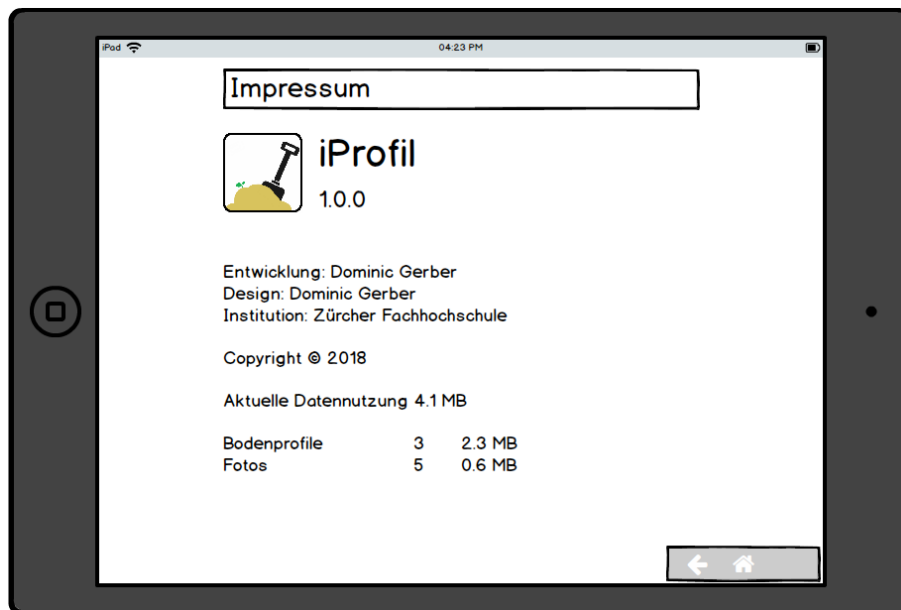 iPad 04:23 PM
Impressum
iProfil
1.0.0
Entwicklung: Dominic Gerber
Design: Dominic Gerber
Institution: Zürcher Fachhochschule
Copyright © 2018
Aktuelle Datennutzung 4.1 MB
Bodenprofile 3 2.3 MB
Fotos 5 0.6 MB